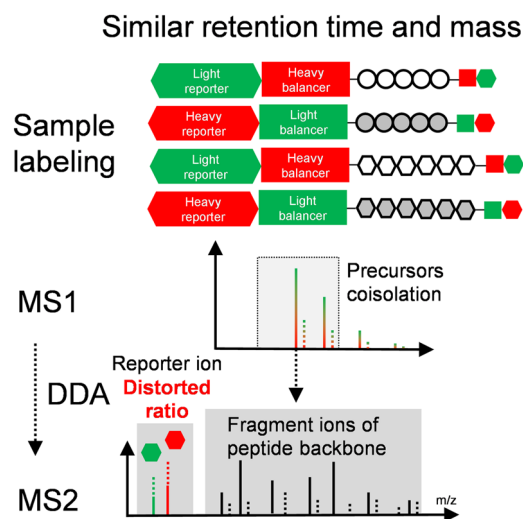 Similar retention time and mass
Sample
labeling
Light
reporter
Heavy
balancer
Heavy
reporter
Light
balancer
Light
reporter
Heavy
balancer
Heavy
reporter
Light
balancer
MS1
Precursors
coisolation
DDA
Reporter ion
Distorted
ratio
Fragment ions of
peptide backbone
MS2
m/z